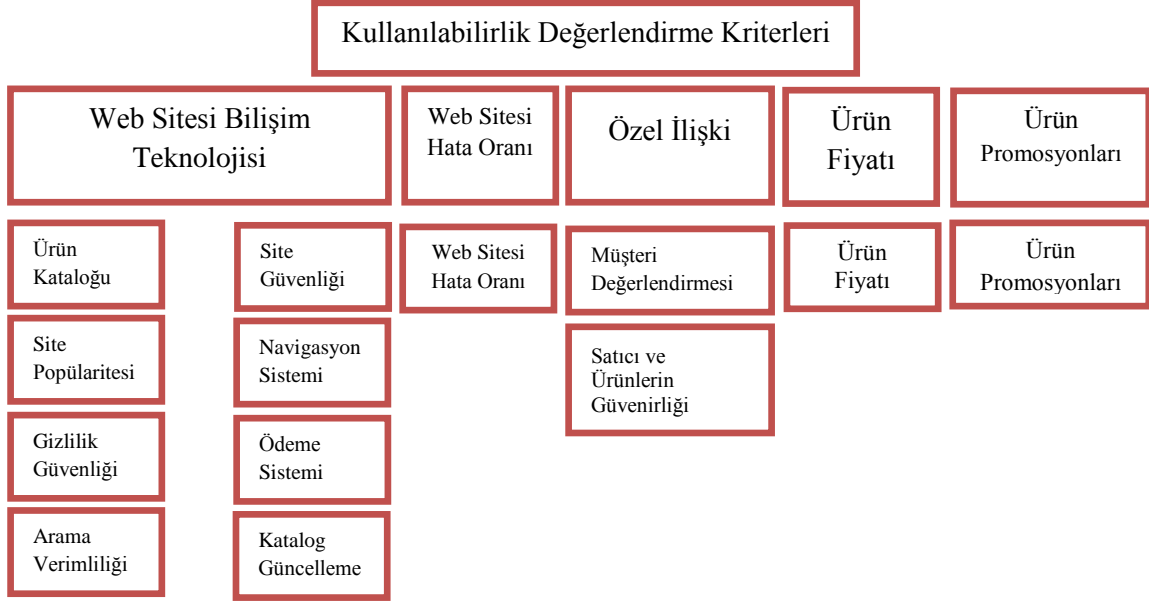 Kullanılabilirlik Değerlendirme Kriterleri
Web Sitesi Bilişim
Teknolojisi
Web Sitesi
Hata Oranı
Özel İlişki
Ürün
Fiyatı
Ürün
Promosyonları
Ürün
Kataloğu
Site
Popülaritesi
Gizlilik
Güvenliği
Arama
Verimliliği
Site
Güvenliği
Navigasyon
Sistemi
Ödeme
Sistemi
Katalog
Güncelleme
Web Sitesi
Hata Oranı
Müşteri
Değerlendirmesi
Satıcı ve
Ürünlerin
Güvenirliği
Ürün
Fiyatı
Ürün
Promosyonları